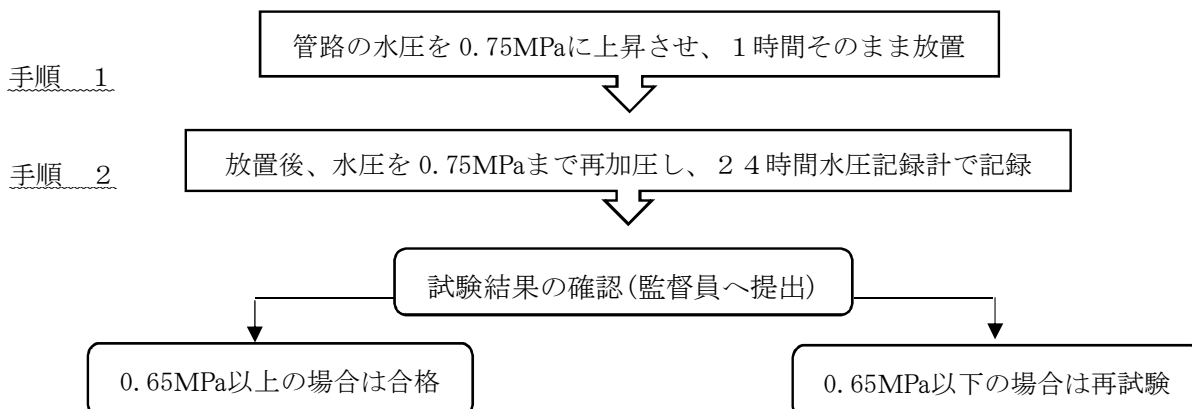 管路の水圧を 0.75MPaに上昇させ、１時間そのまま放置
手順　１
放置後、水圧を 0.75MPaまで再加圧し、２４時間水圧記録計で記録
手順　２
試験結果の確認(監督員へ提出)
0.65MPa以上の場合は合格
0.65MPa以下の場合は再試験